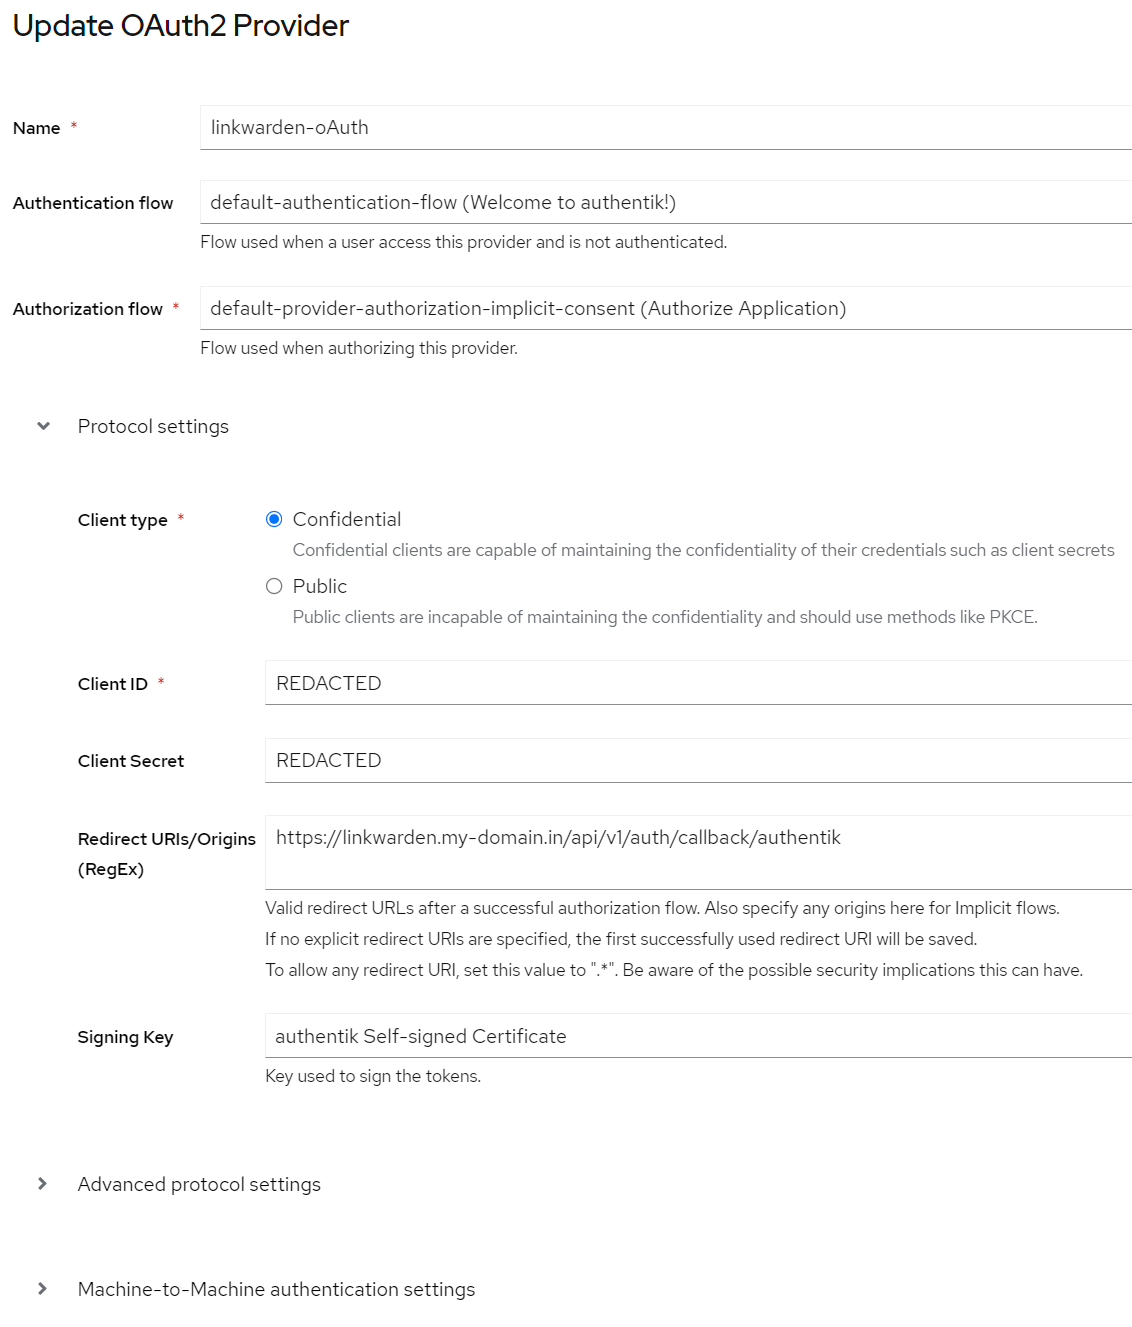 Update OAuth2 Provider
Name *
linkwarden-oAuth
Authentication flow
default-authentication-flow (Welcome to authentik!)
Flow used when a user access this provider and is not authenticated.
Authorization flow *
default-provider-authorization-implicit-consent (Authorize Application)
Flow used when authorizing this provider.
Protocol settings
Client type *
Confidential
Confidential clients are capable of maintaining the confidentiality of their credentials such as client secrets
Public
Public clients are incapable of maintaining the confidentiality and should use methods like PKCE.
Client ID *
REDACTED
Client Secret
REDACTED
Redirect URIs/Origins
(RegEx)
https://linkwarden.my-domain.in/api/v1/auth/callback/authentik
Valid redirect URLs after a successful authorization flow. Also specify any origins here for Implicit flows.
If no explicit redirect URIs are specified, the first successfully used redirect URI will be saved.
To allow any redirect URI, set this value to ".*". Be aware of the possible security implications this can have.
Signing Key
authentik Self-signed Certificate
Key used to sign the tokens.
Advanced protocol settings
Machine-to-Machine authentication settings